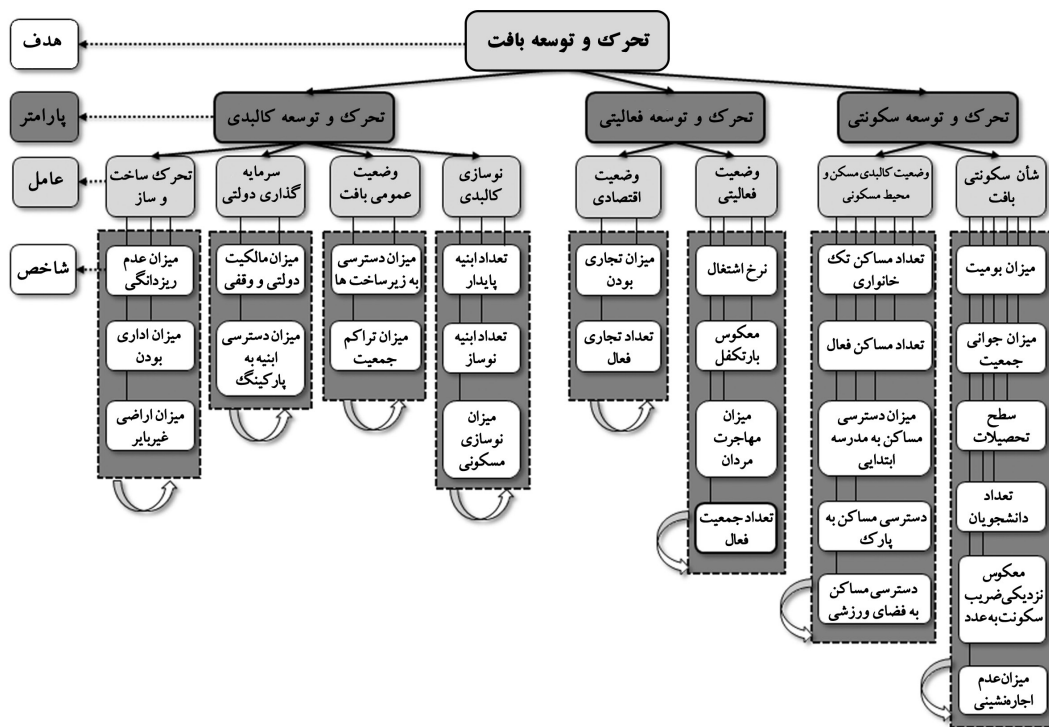 هدف
تحرک و توسعه بافت
پارامتر
تحرک و توسعه سکونتی
تحرک و توسعه فعالیتی
تحرک و توسعه کالبدی
عامل
شأن سکونتی
بافت
وضعیت کالبدی مسکن و
محیط مسکونی
وضعیت
فعالیتی
وضعیت
اقتصادی
نوسازی
کالبدی
وضعیت
عمومی بافت
سرمایه
گذاری دولتی
تحرک ساخت
و ساز
شاخص
میزان بومیت
میزان جوانی
جمعیت
سطح
تحصیلات
تعداد
دانشجویان
معکوس
نزدیکی ضریب
سکونت به عدد
میزان عدم
اجاره‌نشینی
تعداد مساکن تک
خانواری
تعداد مساکن فعال
میزان دسترسی
مساکن به مدرسه
ابتدایی
دسترسی مساکن به
پارک
دسترسی مساکن
به فضای ورزشی
نرخ اشتغال
معکوس
بارتکفل
میزان
مهاجرت
مردان
تعداد جمعیت
فعال
میزان تجاری
بودن
تعداد تجاری
فعال
تعداد ابنیه
پایدار
تعداد ابنیه
نوساز
میزان
نوسازی
مسکونی
میزان دسترسی
به زیرساخت ها
میزان تراکم
جمعیت
میزان مالکیت
دولتی و وقفی
میزان دسترسی
ابنیه به
پارکینگ
میزان عدم
ریزدانگی
میزان اداری
بودن
میزان اراضی
غیربایر